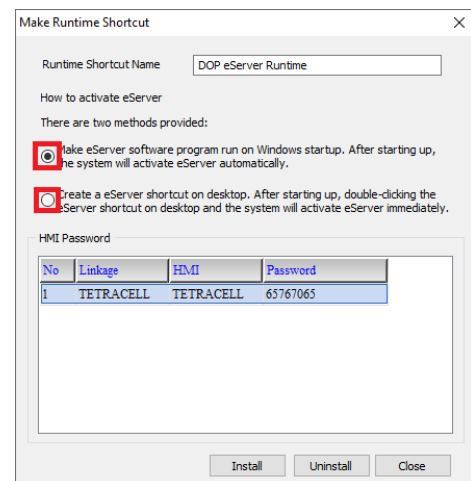 Make Runtime Shortcut
Runtime Shortcut Name DOP eServer Runtime
How to activate eServer
There are two methods provided:
Make eServer software program run on Windows startup. After starting up,
the system will activate eServer automatically.
Create a eServer shortcut on desktop. After starting up, double-clicking the
eServer shortcut on desktop and the system will activate eServer immediately.
HMI Password
No Linkage HMI Password
1 TETRACELL TETRACELL 65767065
Install Uninstall Close